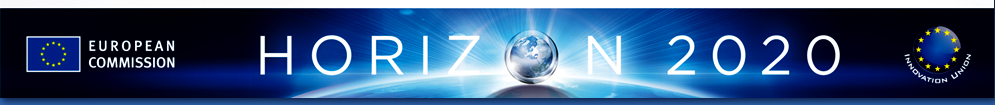 EUROPEAN
COMMISSION
HORIZON 2020
INNOVATION UNION